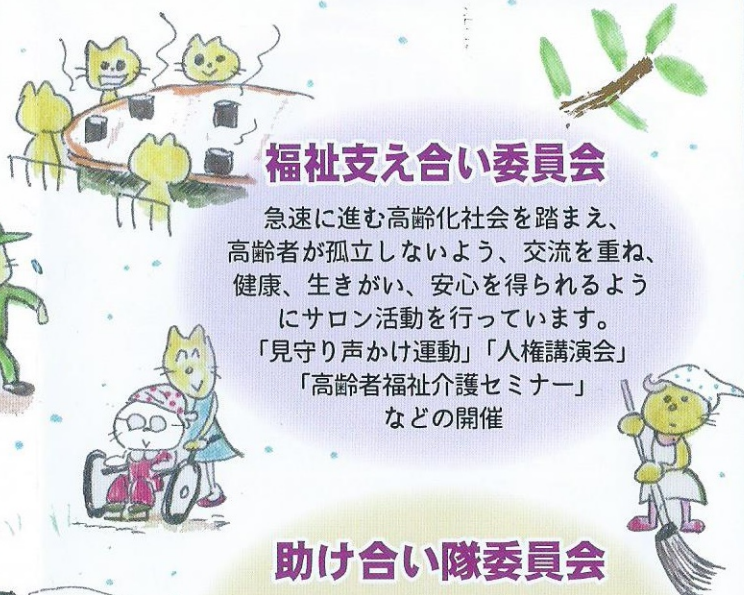 福祉支え合い委員会
急速に進む高齢化社会を踏まえ、
高齢者が孤立しないよう、交流を重ね、
健康、生きがい、安心を得られるよう
にサロン活動を行っています。
「見守り声かけ運動」「人権講演会」
「高齢者福祉介護セミナー」
などの開催
助け合い隊委員会